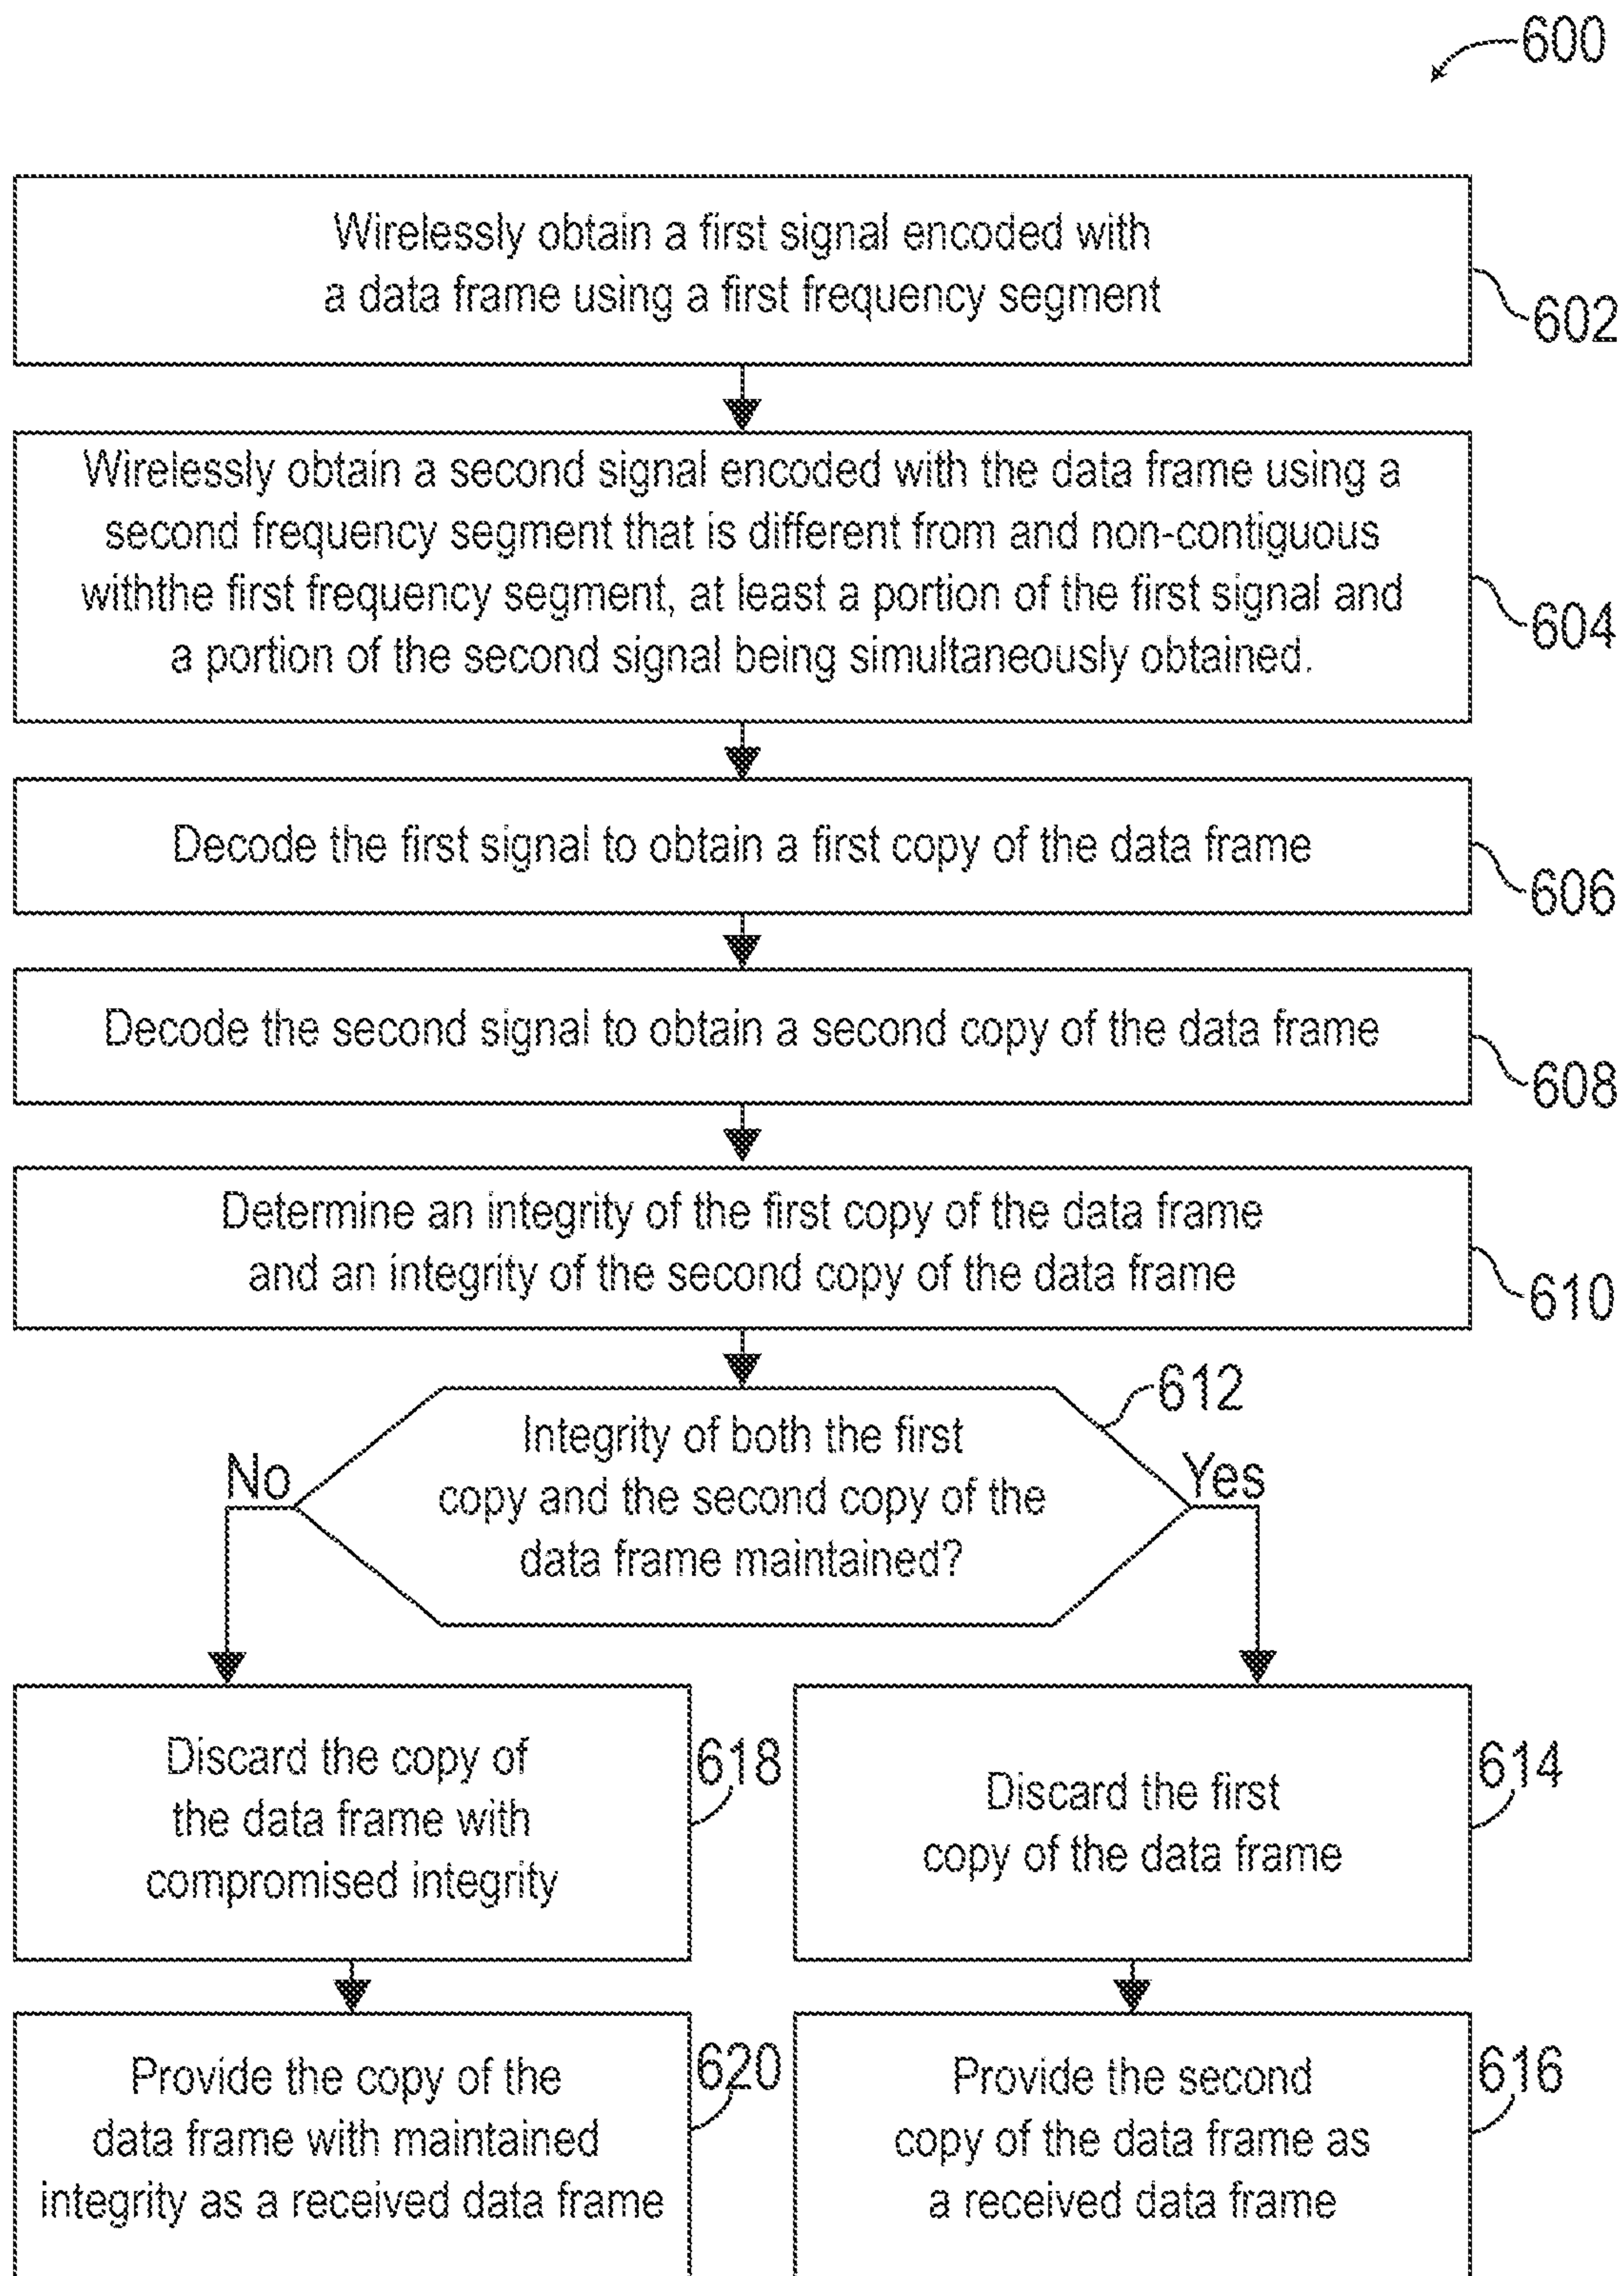 600
Wirelessly obtain a first signal encoded with
a data frame using a first frequency segment
602
Wirelessly obtain a second signal encoded with the data frame using a
second frequency segment that is different from and non-contiguous
withthe first frequency segment, at least a portion of the first signal and
a portion of the second signal being simultaneously obtained.
604
Decode the first signal to obtain a first copy of the data frame
606
Decode the second signal to obtain a second copy of the data frame
608
Determine an integrity of the first copy of the data frame
and an integrity of the second copy of the data frame
610
612
Integrity of both the first
copy and the second copy of the
data frame maintained?
No
Yes
Discard the copy of
the data frame with
compromised integrity
618
Discard the first
copy of the data frame
614
Provide the copy of the
data frame with maintained
integrity as a received data frame
620
Provide the second
copy of the data frame as
a received data frame
616